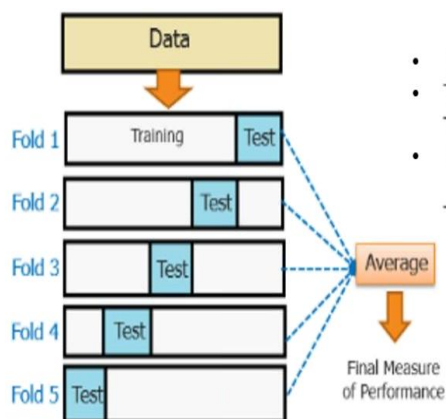 Data
Fold 1
Training
Test
Fold 2
Test
Fold 3
Test
Average
Fold 4
Test
Final Measure
of Performance
Fold 5
Test